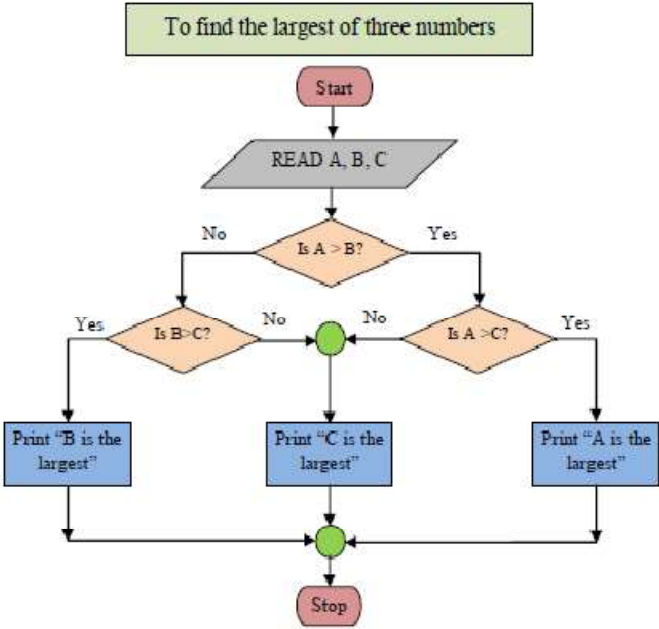 To find the largest of three numbers
Start
READ A, B, C
No
Is A > B?
Yes
Yes
Is B>C?
No
No
Is A >C?
Yes
Print “B is the
largest”
Print “C is the
largest”
Print “A is the
largest”
Stop